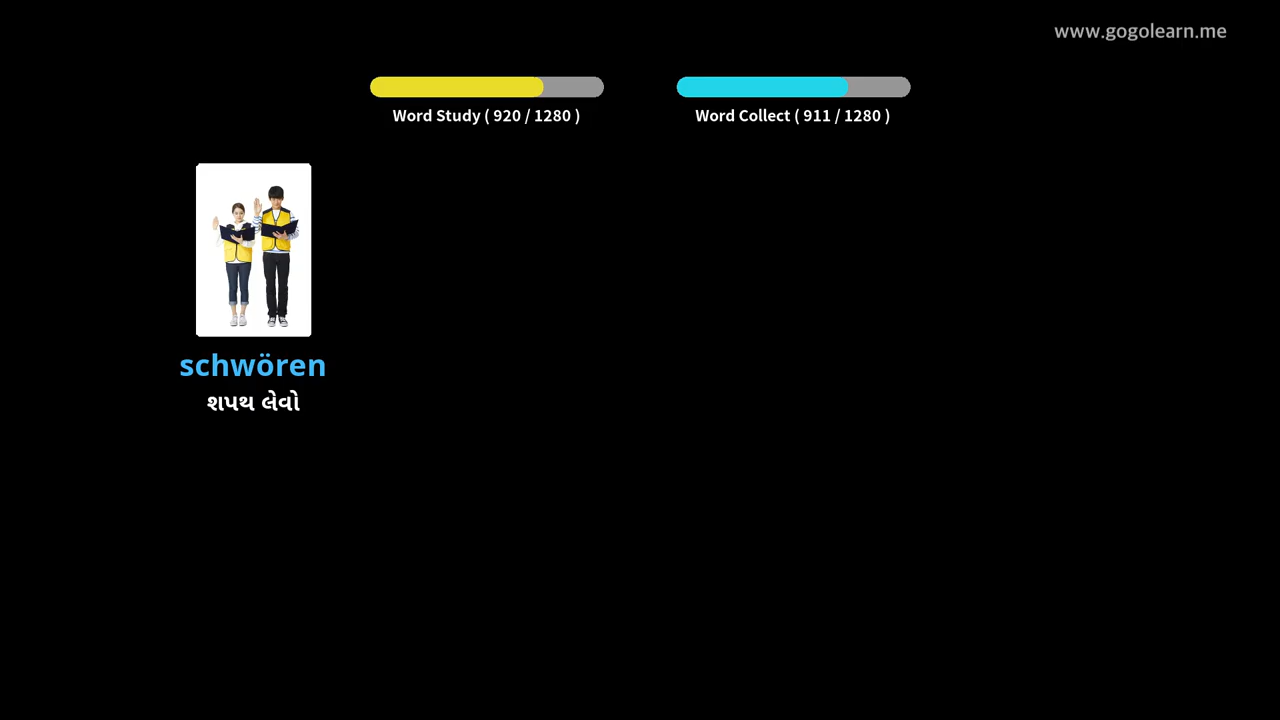 www.gogolearn.me
Word Study ( 920 / 1280 )
Word Collect ( 911 / 1280 )
schwören
શપથ લેવો